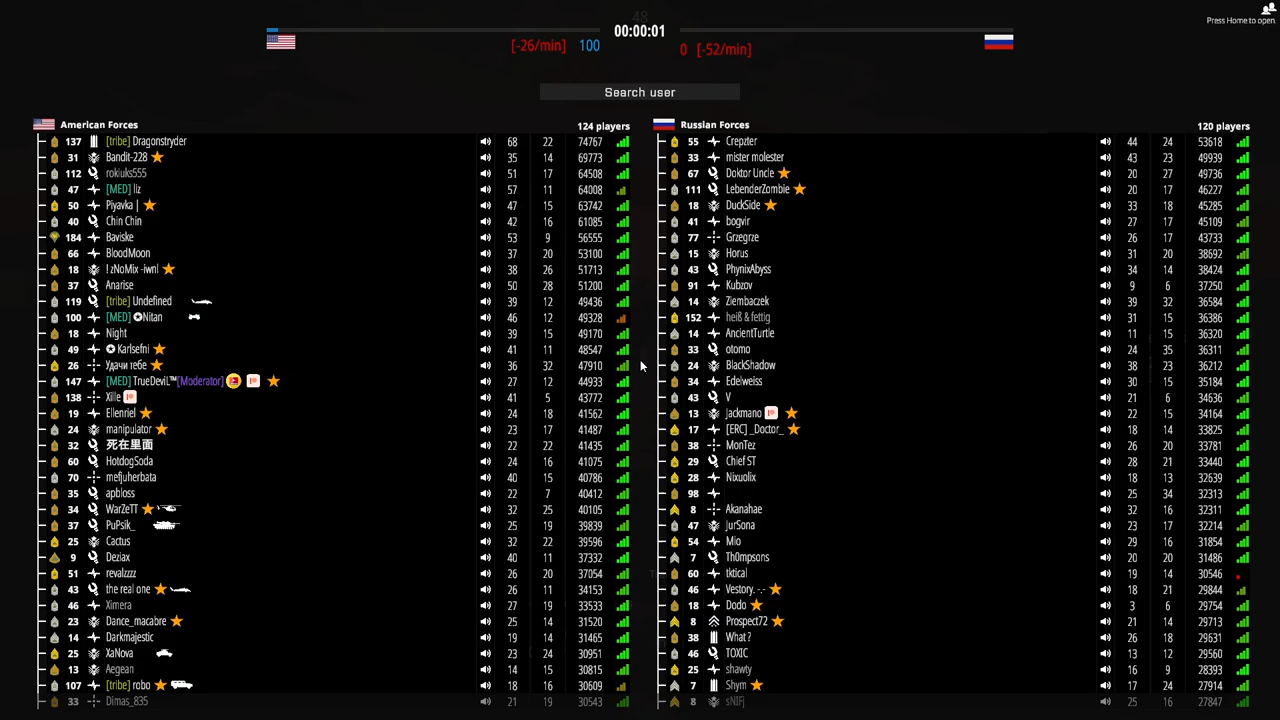 48
Press Home to open.
00:00:01
[-26/min] 100
0 [-52/min]
Search user
American Forces 124 players
137 [tribe] Dragonstryder 68 22 74767
31 Bandit-228 35 14 69773
112 rokiuks555 51 17 64508
47 [MED] liz 57 11 64008
50 Piyavka | 47 15 63742
40 Chin Chin 42 16 61085
184 Baviske 53 9 56555
66 BloodMoon 37 20 53100
18 ! zNoMix -iwnl 38 26 51713
37 Anarise 50 28 51200
119 [tribe] Undefined 39 12 49436
100 [MED] ✪Nitan 46 12 49328
18 Night 39 15 49170
49 ✪ Karlsefni 41 11 48547
26 Удачи тебе 36 32 47910
147 [MED] TrueDeviL™[Moderator] 27 12 44933
138 Xille 41 5 43772
19 Ellenriel 24 18 41562
24 manipulator 23 17 41487
32 死在里面 22 22 41435
60 HotdogSoda 24 16 41075
70 mefjuherbata 40 15 40786
35 apbloss 22 7 40412
34 WarZeTT 32 25 40105
37 PuPsik_ 25 19 39839
25 Cactus 32 22 39596
9 Deziax 40 11 37332
51 revalzzzz 26 20 37054
43 the real one 26 11 34153
46 Ximera 27 19 33533
23 Dance_macabre 25 14 31520
14 Darkmajestic 19 14 31465
25 XaNova 23 24 30951
13 Aegean 14 15 30815
107 [tribe] robo 18 16 30609
33 Dimas_835 21 19 30543
Russian Forces 120 players
55 Crepzter 44 24 53618
33 mister molester 43 23 49939
67 Doktor Uncle 20 27 49736
111 LebenderZombie 20 17 46227
18 DuckSide 33 18 45285
41 bogvir 27 17 45109
77 Grzegrze 26 17 43733
15 Horus 31 20 38692
43 PhynixAbyss 34 14 38424
91 Kubzov 9 6 37250
14 Ziembaczek 39 32 36584
152 heiß & fettig 31 15 36386
14 AncientTurtle 11 15 36320
33 otomo 24 35 36311
24 BlackShadow 38 23 36212
34 Edelweiss 30 15 35184
43 V 21 6 34636
13 Jackmano 22 15 34164
17 [ERC] _Doctor_ 18 14 33825
38 MonTez 26 20 33781
29 Chief ST 28 21 33440
28 Nixuolix 18 13 32639
98 25 34 32313
8 Akanahae 32 16 32311
47 JurSona 23 17 32214
54 Mio 29 16 31854
7 Th0mpsons 20 20 31486
60 tktical 19 14 30546
46 Vestory. -.- 18 21 29844
18 Dodo 3 6 29754
8 Prospect72 21 14 29713
38 What ? 26 18 29631
46 TOXIC 13 12 29560
25 shawty 16 9 28393
7 Shym 17 24 27914
8 sNIFj 25 16 27847